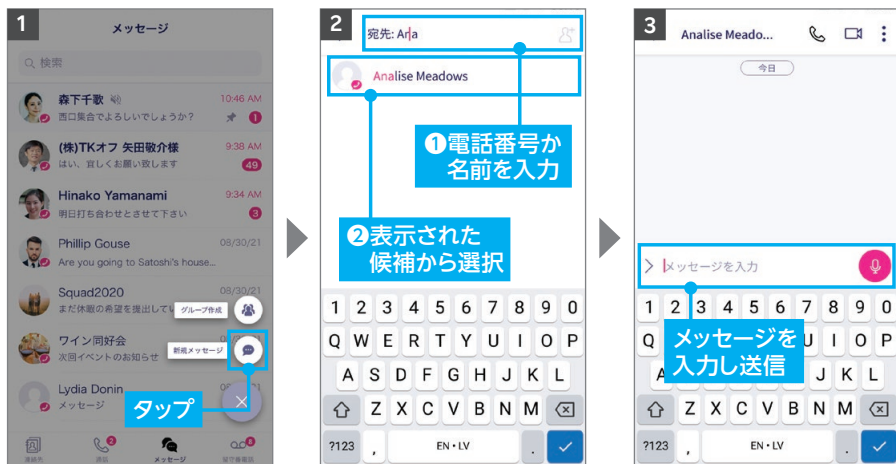 1
メッセージ
検索
森下千歌
10:46 AM
西口集合でよろしいでしょうか?
1
(株)TKオフ 矢田敬介様
9:38 AM
はい、宜しくお願い致します
49
Hinako Yamanami
9:34 AM
明日打ち合わせとさせて下さい
3
Phillip Gouse
08/30/21
Are you going to Satoshi's house...
Squad2020
08/30/21
まだ休暇の希望を提出してい
グループ作成
ワイン同好会
次回イベントのお知らせ
新規メッセージ
Lydia Donin
メッセージ
タップ
2
8
連絡先
通話
メッセージ
留守番電話
2
宛先: Ana
Analise Meadows
❶電話番号か
名前を入力
❷表示された
候補から選択
1 2 3 4 5 6 7 8 9 0
Q W E R T Y U I O P
A S D F G H J K L
Z X C V B N M
?123 , EN • LV .
3
Analise Meado...
今日
メッセージを入力
1 2 3 4 5 6 7 8 9 0
Q U I O P
メッセージを
入力し送信
A J K L
Z X C V B N M
?123 , EN • LV .